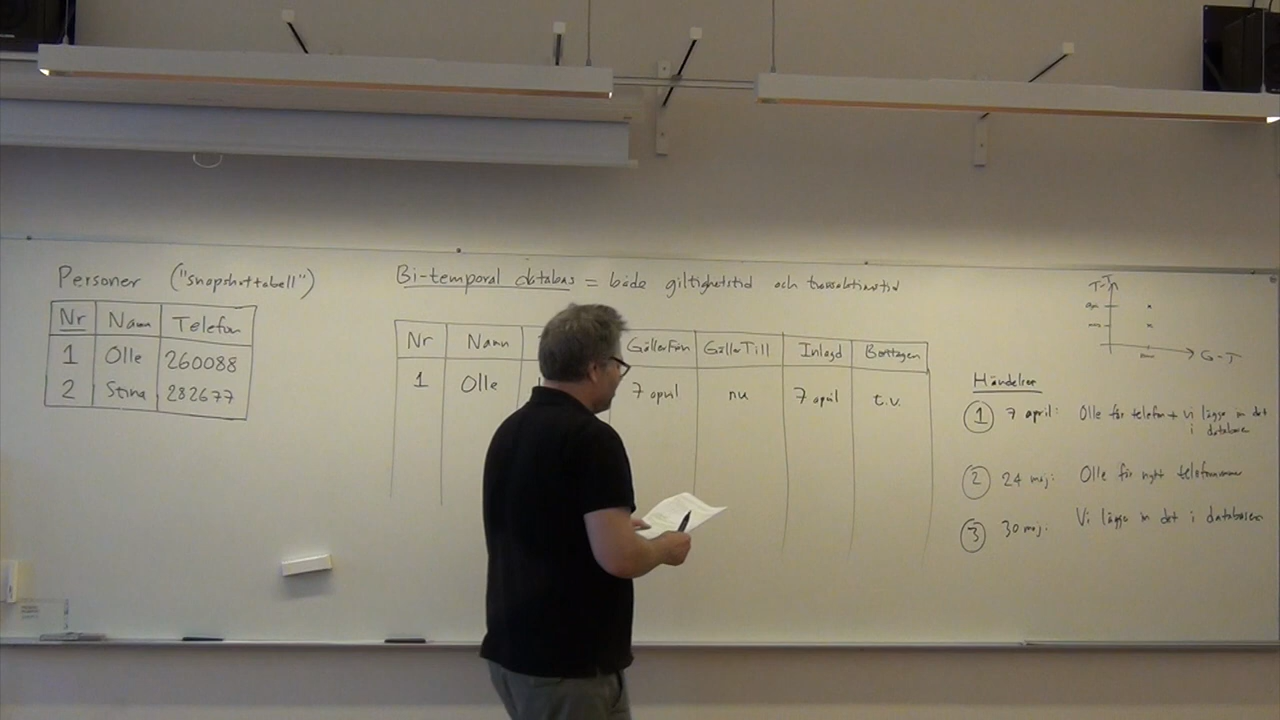 Personer ("snapshottabell")
Nr Namn Telefon
1 Olle 260088
2 Stina 282677
Bi-temporal databas = både giltighetstid och transaktionstid
Nr Namn GällerFrån GällerTill Inlagd Borttagen
1 Olle 7 april nu 7 april t.v.
T-T
G-T
Händelser
1 7 april: Olle får telefon + vi lägger in det
i databasen
2 24 maj: Olle får nytt telefonnummer
3 30 maj: Vi lägger in det i databasen